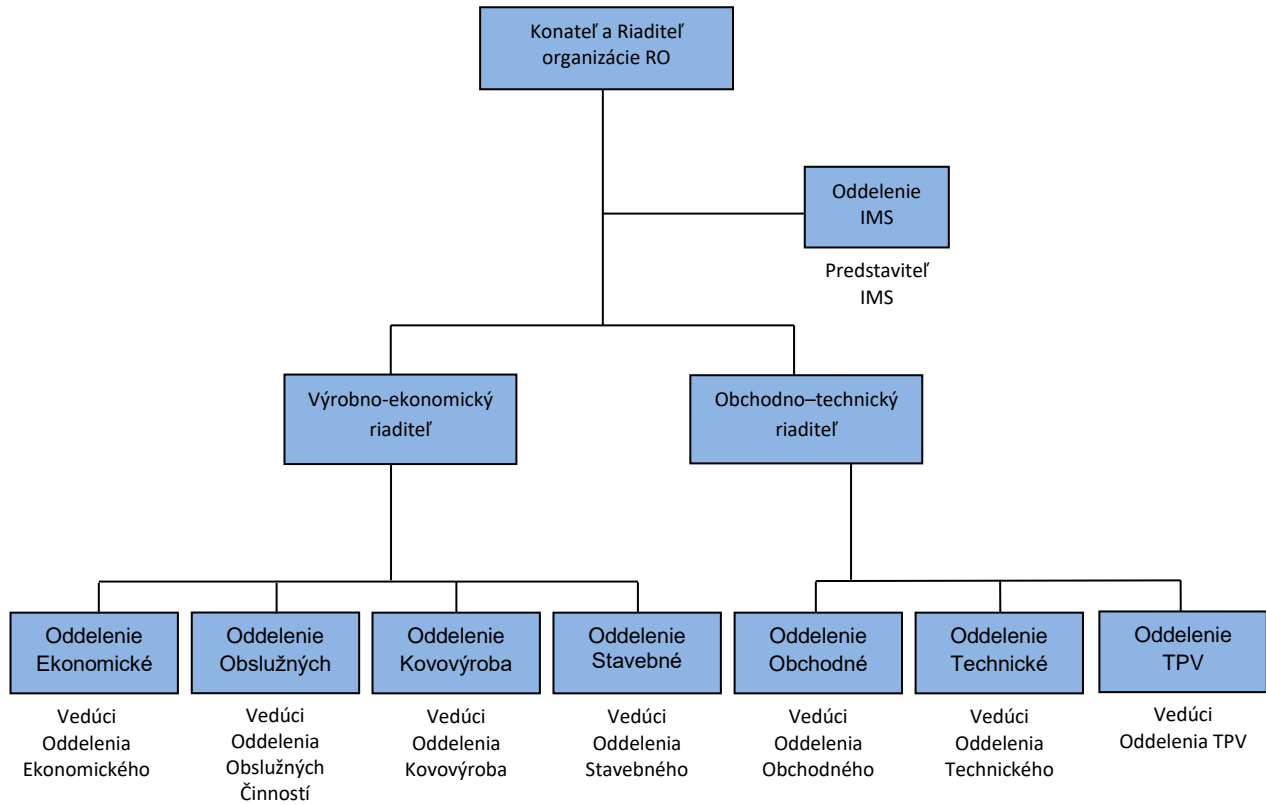 Konateľ a Riaditeľ
organizácie RO
Oddelenie
IMS
Predstaviteľ
IMS
Výrobno-ekonomický
riaditeľ
Obchodno–technický
riaditeľ
Oddelenie
Ekonomické
Oddelenie
Obslužných
Oddelenie
Kovovýroba
Oddelenie
Stavebné
Oddelenie
Obchodné
Oddelenie
Technické
Oddelenie
TPV
Vedúci
Oddelenia
Ekonomického
Vedúci
Oddelenia
Obslužných
Činností
Vedúci
Oddelenia
Kovovýroba
Vedúci
Oddelenia
Stavebného
Vedúci
Oddelenia
Obchodného
Vedúci
Oddelenia
Technického
Vedúci
Oddelenia TPV